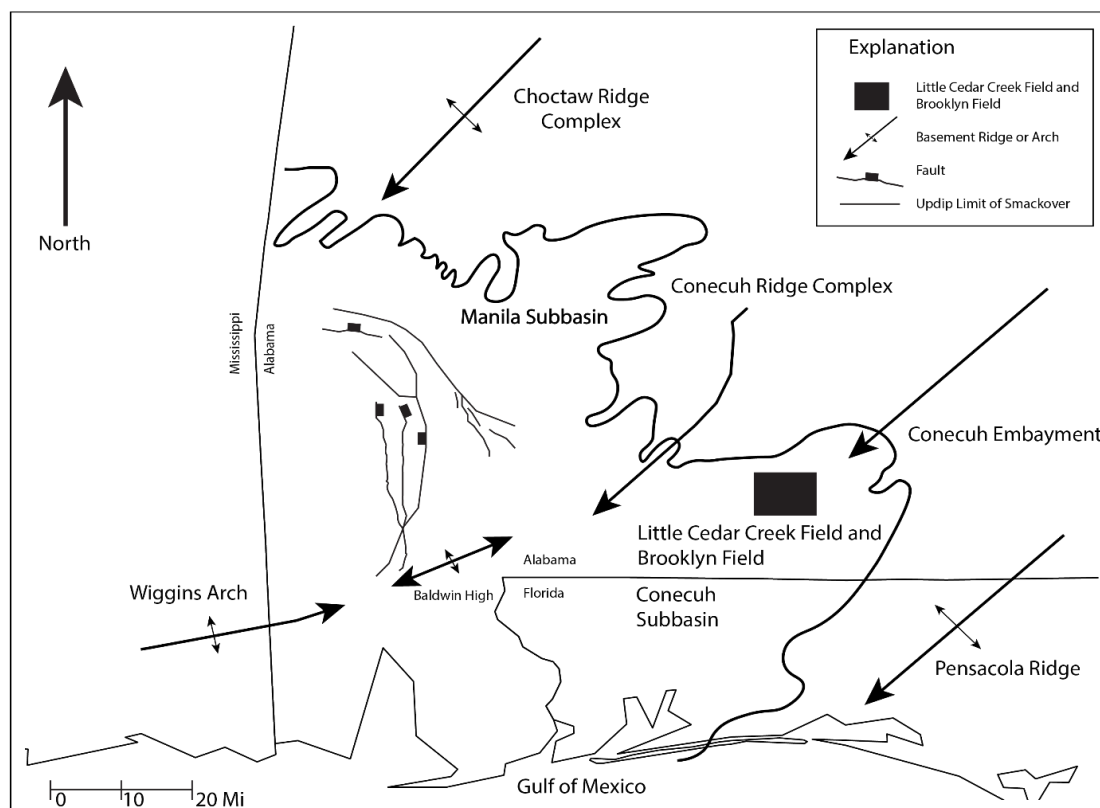 Explanation
Little Cedar Creek Field and
Brooklyn Field
Basement Ridge or Arch
Fault
Updip Limit of Smackover
North
Choctaw Ridge
Complex
Conecuh Ridge Complex
Manila Subbasin
Mississippi
Alabama
Conecuh Embayment
Little Cedar Creek Field and
Brooklyn Field
Alabama
Florida
Baldwin High
Wiggins Arch
Conecuh
Subbasin
Pensacola Ridge
Gulf of Mexico
0 10 20 Mi